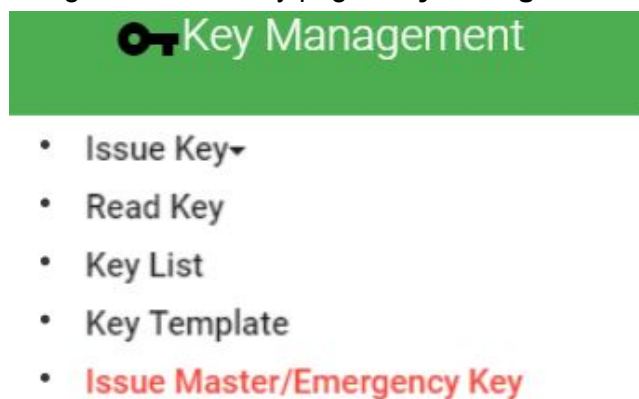 Key Management
• Issue Key
• Read Key
• Key List
• Key Template
• Issue Master/Emergency Key